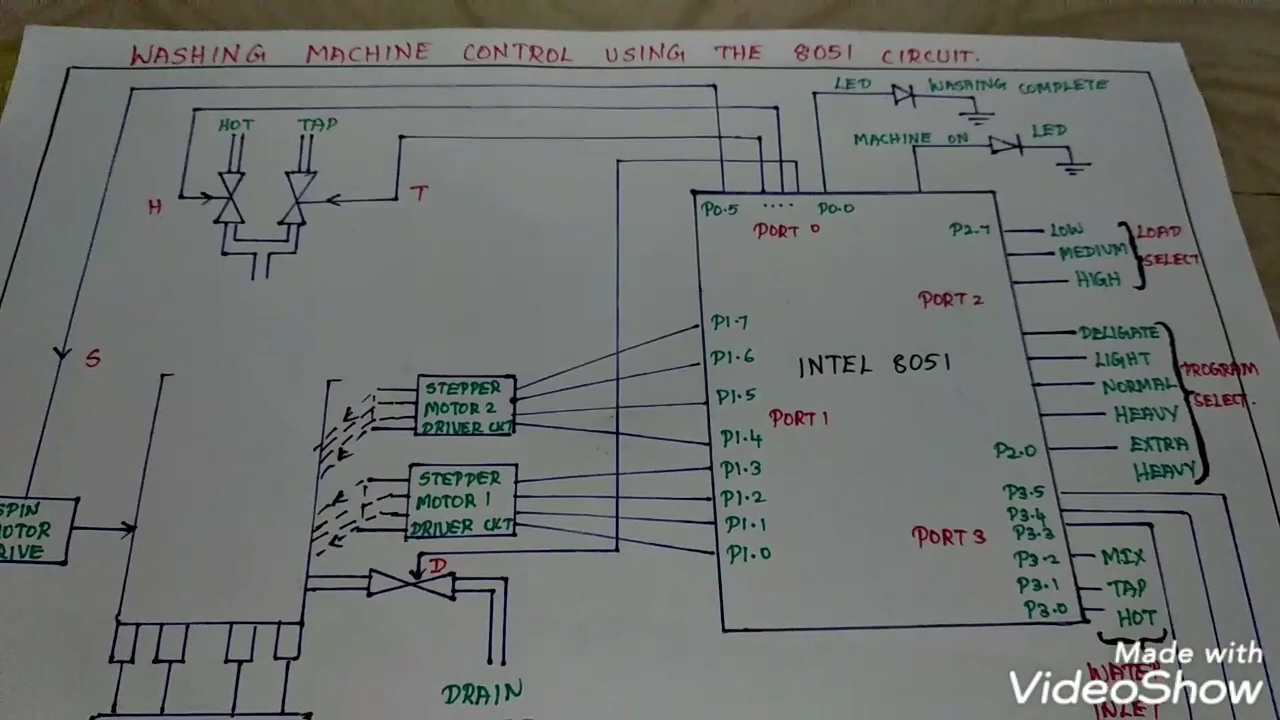 WASHING MACHINE CONTROL USING THE 8051 CIRCUIT.
LED WASHING COMPLETE
MACHINE ON LED
HOT TAP
H
T
P0.5 .... P0.0
PORT 0
P2.7
LOW
MEDIUM
HIGH
LOAD
SELECT
PORT 2
DELIGATE
LIGHT
NORMAL
HEAVY
EXTRA
HEAVY
PROGRAM
SELECT.
P2.0
INTEL 8051
PORT 1
P1.7
P1.6
P1.5
P1.4
P1.3
P1.2
P1.1
P1.0
S
STEPPER
MOTOR 2
DRIVER CKT
STEPPER
MOTOR 1
DRIVER CKT
SPIN
MOTOR
DRIVE
D
DRAIN
PORT 3
P3.5
P3.4
P3.3
P3.2
P3.1
P3.0
MIX
TAP
HOT
WATER
INLET
Made with
VideoShow